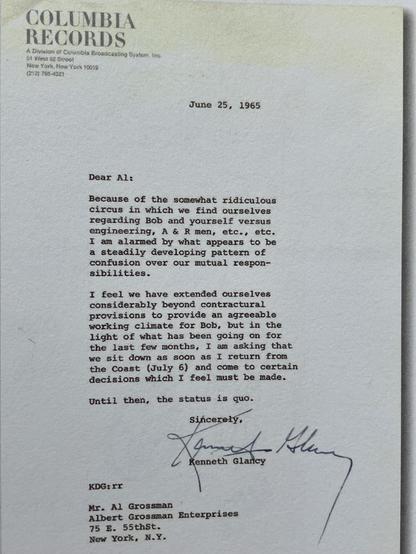 COLUMBIA
RECORDS
A Division of Columbia Broadcasting System, Inc.
51 West 52 Street
New York, New York 10019
(212) 765-4321
June 25, 1965
Dear Al:
Because of the somewhat ridiculous
circus in which we find ourselves
regarding Bob and yourself versus
engineering, A & R men, etc., etc.
I am alarmed by what appears to be
a steadily developing pattern of
confusion over our mutual respon-
sibilities.
I feel we have extended ourselves
considerably beyond contractural
provisions to provide an agreeable
working climate for Bob, but in the
light of what has been going on for
the last few months, I am asking that
we sit down as soon as I return from
the Coast (July 6) and come to certain
decisions which I feel must be made.
Until then, the status is quo.
Sincerely,
Kenneth Glancy
Kenneth Glancy
KDG:rr
Mr. Al Grossman
Albert Grossman Enterprises
75 E. 55thSt.
New York, N.Y.